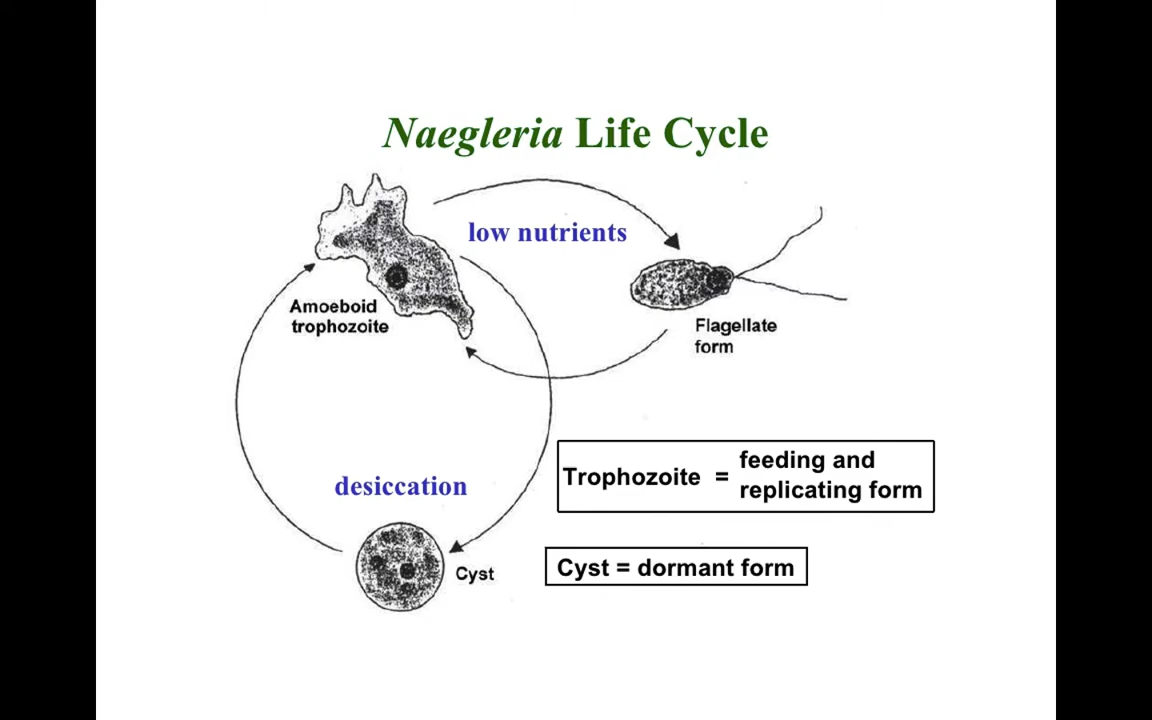 Naegleria Life Cycle
low nutrients
Amoeboid
trophozoite
Flagellate
form
Trophozoite = feeding and
replicating form
desiccation
Cyst
Cyst = dormant form